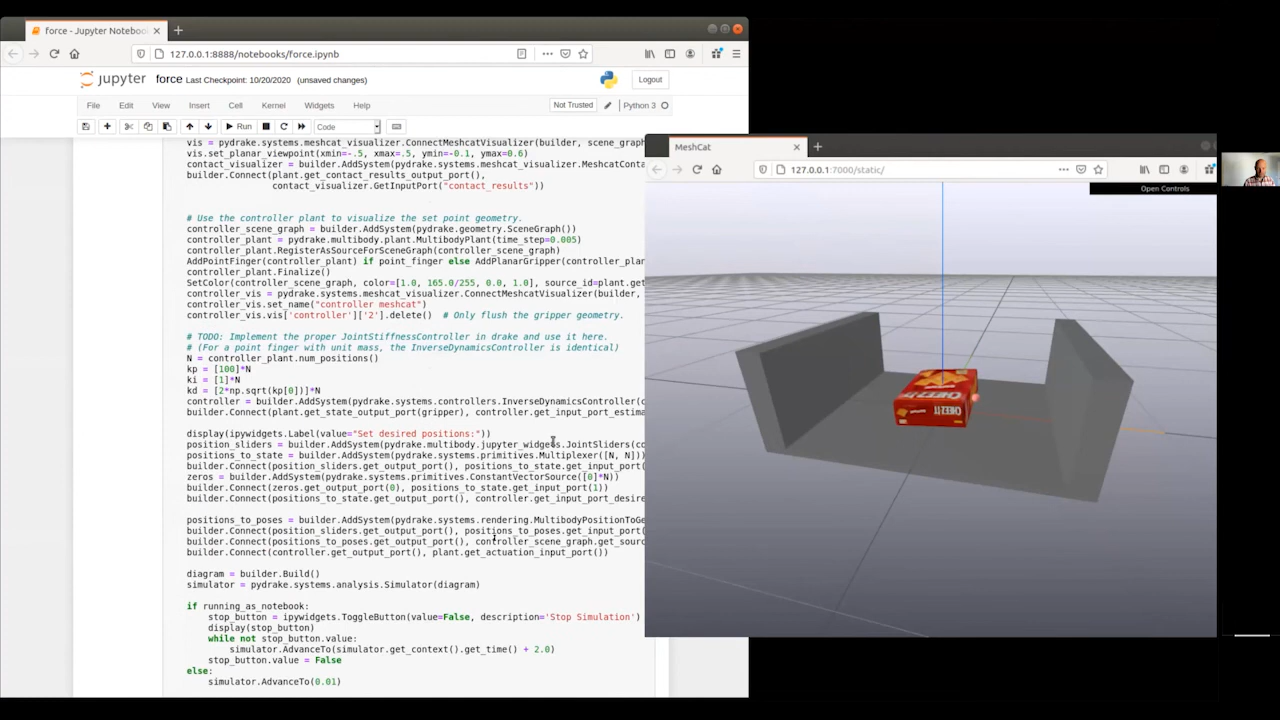 force - Jupyter Noteboo
127.0.0.1:8888/notebooks/force.ipynb
jupyter force Last Checkpoint: 10/20/2020 (unsaved changes)
Logout
File Edit View Insert Cell Kernel Widgets Help
Not Trusted
Python 3
Run
Code
vis = pydrake.systems.meshcat_visualizer.ConnectMeshcatVisualizer(builder, scene_grap
vis.set_planar_viewpoint(xmin=-.5, xmax=.5, ymin=-0.1, ymax=0.6)
contact_visualizer = builder.AddSystem(pydrake.systems.meshcat_visualizer.MeshcatConta
builder.Connect(plant.get_contact_results_output_port(),
contact_visualizer.GetInputPort("contact_results"))
# Use the controller plant to visualize the set point geometry.
controller_scene_graph = builder.AddSystem(pydrake.geometry.SceneGraph())
controller_plant = pydrake.multibody.plant.MultibodyPlant(time_step=0.005)
controller_plant.RegisterAsSourceForSceneGraph(controller_scene_graph)
AddPointFinger(controller_plant) if point_finger else AddPlanarGripper(controller_plan
controller_plant.Finalize()
SetColor(controller_scene_graph, color=[1.0, 165.0/255, 0.0, 1.0], source_id=plant.get
controller_vis = pydrake.systems.meshcat_visualizer.ConnectMeshcatVisualizer(builder,
controller_vis.set_name("controller meshcat")
controller_vis.vis['controller']['2'].delete()  # Only flush the gripper geometry.
# TODO: Implement the proper JointStiffnessController in drake and use it here.
# (For a point finger with unit mass, the InverseDynamicsController is identical)
N = controller_plant.num_positions()
kp = [100]*N
ki = [1]*N
kd = [2*np.sqrt(kp[0])]*N
controller = builder.AddSystem(pydrake.systems.controllers.InverseDynamicsController(c
builder.Connect(plant.get_state_output_port(gripper), controller.get_input_port_estima
display(ipywidgets.Label(value="Set desired positions:"))
position_sliders = builder.AddSystem(pydrake.multibody.jupyter_widgets.JointSliders(co
positions_to_state = builder.AddSystem(pydrake.systems.primitives.Multiplexer([N, N]))
builder.Connect(position_sliders.get_output_port(), positions_to_state.get_input_port(
zeros = builder.AddSystem(pydrake.systems.primitives.ConstantVectorSource([0]*N))
builder.Connect(zeros.get_output_port(0), positions_to_state.get_input_port(1))
builder.Connect(positions_to_state.get_output_port(), controller.get_input_port_desire
positions_to_poses = builder.AddSystem(pydrake.systems.rendering.MultibodyPositionToGe
builder.Connect(position_sliders.get_output_port(), positions_to_poses.get_input_port(
builder.Connect(positions_to_poses.get_output_port(), controller_scene_graph.get_sourc
builder.Connect(controller.get_output_port(), plant.get_actuation_input_port())
diagram = builder.Build()
simulator = pydrake.systems.analysis.Simulator(diagram)
if running_as_notebook:
stop_button = ipywidgets.ToggleButton(value=False, description='Stop Simulation')
display(stop_button)
while not stop_button.value:
simulator.AdvanceTo(simulator.get_context().get_time() + 2.0)
stop_button.value = False
else:
simulator.AdvanceTo(0.01)
MeshCat
127.0.0.1:7000/static/
Open Controls
CHEEZ-IT
CHEEZ-IT